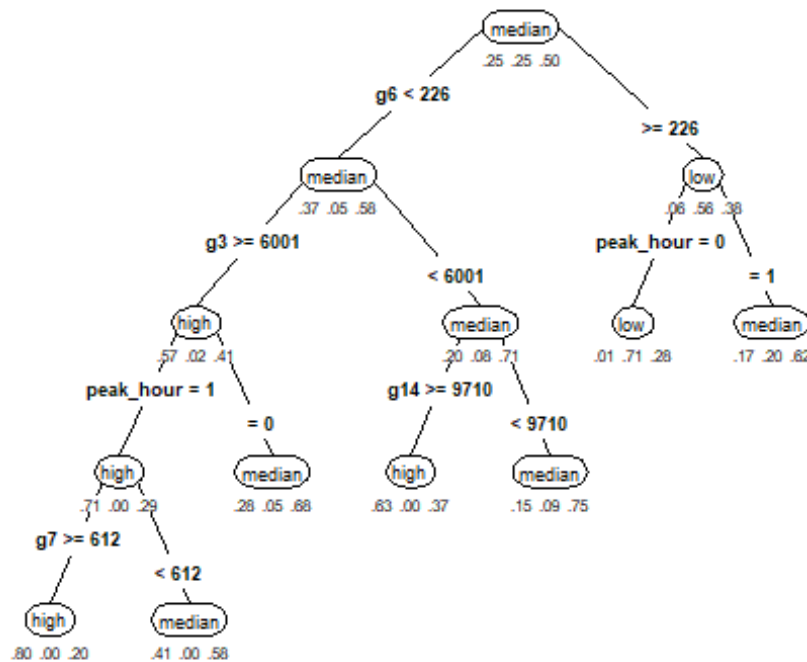 median
.25 .25 .50
g6 < 226
>= 226
median
low
.37 .05 .58
.06 .56 .38
g3 >= 6001
peak_hour = 0
< 6001
= 1
high
median
low
median
.57 .02 .41
.20 .08 .71
.01 .71 .28
.17 .20 .62
peak_hour = 1
g14 >= 9710
= 0
< 9710
high
median
high
median
.71 .00 .29
.28 .05 .68
.63 .00 .37
.15 .09 .75
g7 >= 612
< 612
high
median
.80 .00 .20
.41 .00 .58